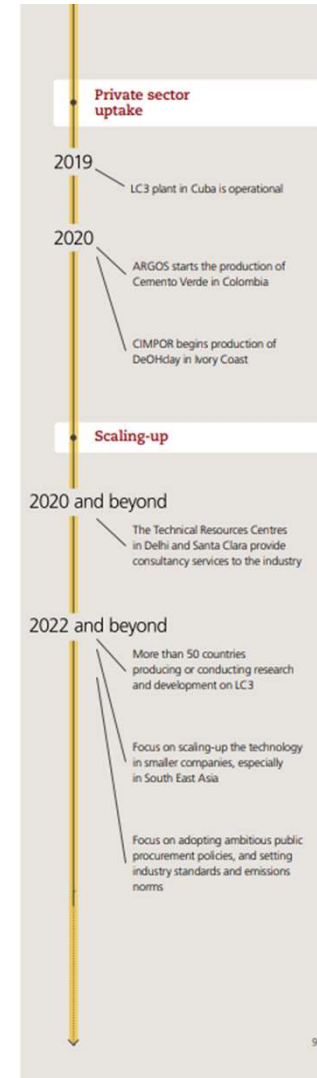 Private sector
uptake
2019
LC3 plant in Cuba is operational
2020
ARGOS starts the production of
Cemento Verde in Colombia
CIMPOR begins production of
DeOHclay in Ivory Coast
Scaling-up
2020 and beyond
The Technical Resources Centres
in Delhi and Santa Clara provide
consultancy services to the industry
2022 and beyond
More than 50 countries
producing or conducting research
and development on LC3
Focus on scaling-up the technology
in smaller companies, especially
in South East Asia
Focus on adopting ambitious public
procurement policies, and setting
industry standards and emissions
norms
9